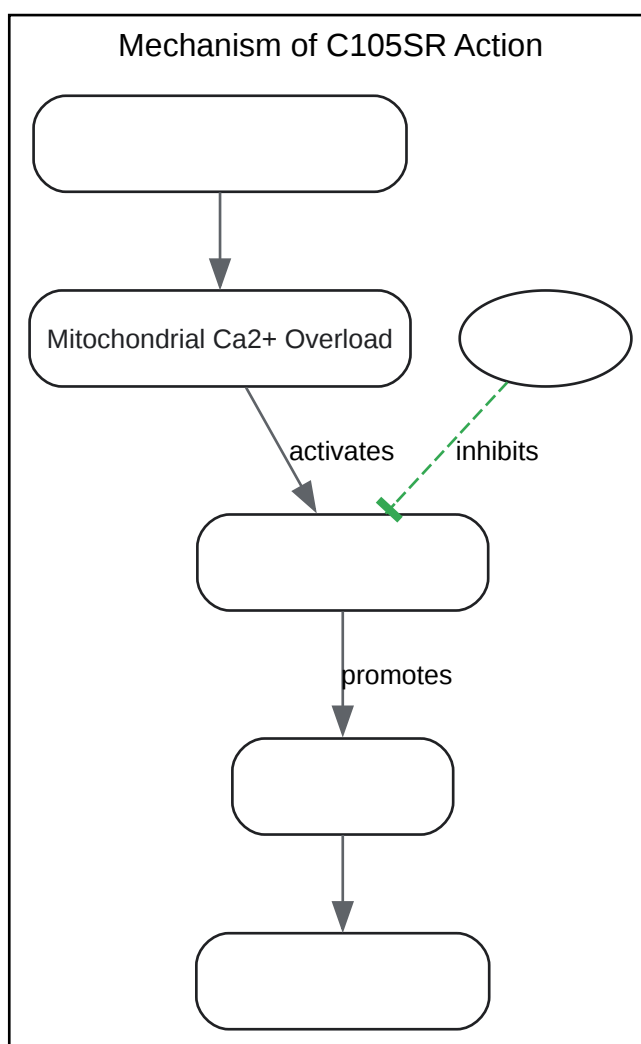 Mechanism of C105SR Action
Mitochondrial Ca2+ Overload
activates
inhibits
promotes